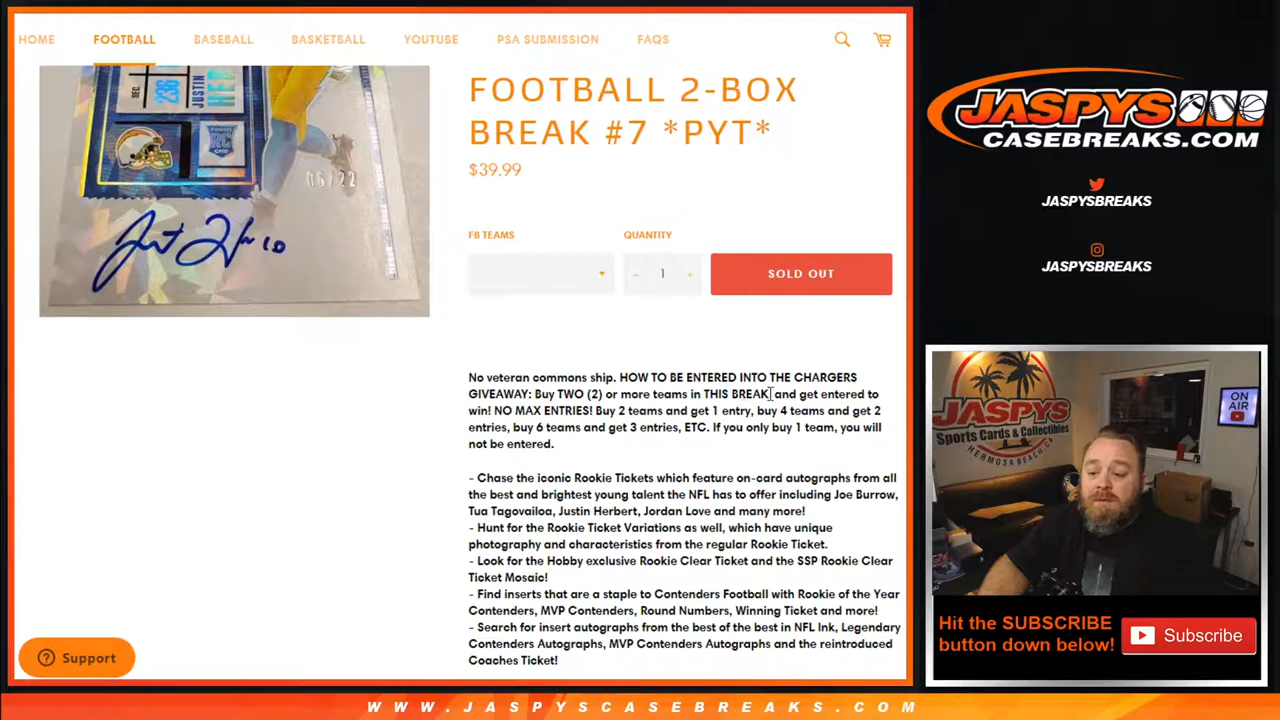 HOME FOOTBALL BASEBALL BASKETBALL YOUTUBE PSA SUBMISSION FAQS
SEC.
236
JUSTIN
HER
RC
06/22
FOOTBALL 2-BOX
BREAK #7 *PYT*
$39.99
FB TEAMS QUANTITY
1
SOLD OUT
No veteran commons ship. HOW TO BE ENTERED INTO THE CHARGERS
GIVEAWAY: Buy TWO (2) or more teams in THIS BREAK and get entered to
win! NO MAX ENTRIES! Buy 2 teams and get 1 entry, buy 4 teams and get 2
entries, buy 6 teams and get 3 entries, ETC. If you only buy 1 team, you will
not be entered.
- Chase the iconic Rookie Tickets which feature on-card autographs from all
the best and brightest young talent the NFL has to offer including Joe Burrow,
Tua Tagovailoa, Justin Herbert, Jordan Love and many more!
- Hunt for the Rookie Ticket Variations as well, which have unique
photography and characteristics from the regular Rookie Ticket.
- Look for the Hobby exclusive Rookie Clear Ticket and the SSP Rookie Clear
Ticket Mosaic!
- Find inserts that are a staple to Contenders Football with Rookie of the Year
Contenders, MVP Contenders, Round Numbers, Winning Ticket and more!
- Search for insert autographs from the best of the best in NFL Ink, Legendary
Contenders Autographs, MVP Contenders Autographs and the reintroduced
Coaches Ticket!
Support
JASPYS
CASEBREAKS.COM
JASPYSBREAKS
JASPYSBREAKS
JASPYS
Sports Cards & Collectibles
HERMOSA BEACH, CA
ON
AIR
Hit the SUBSCRIBE
button down below!
Subscribe
WWW.JASPYSCASEBREAKS.COM